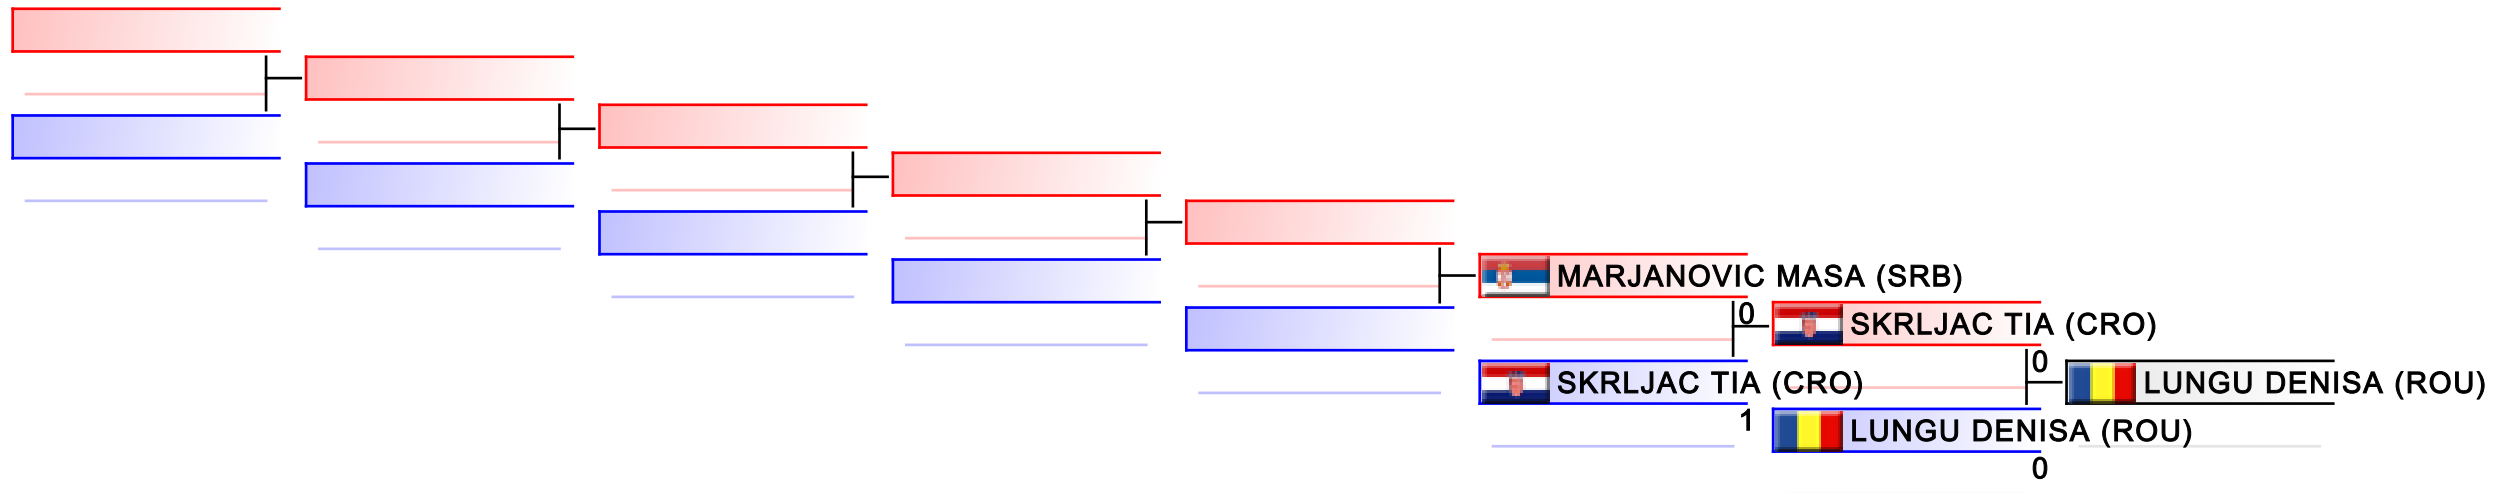 MARJANOVIC MASA (SRB)
0
SKRLJAC TIA (CRO)
1
SKRLJAC TIA (CRO)
0
LUNGU DENISA (ROU)
0
LUNGU DENISA (ROU)